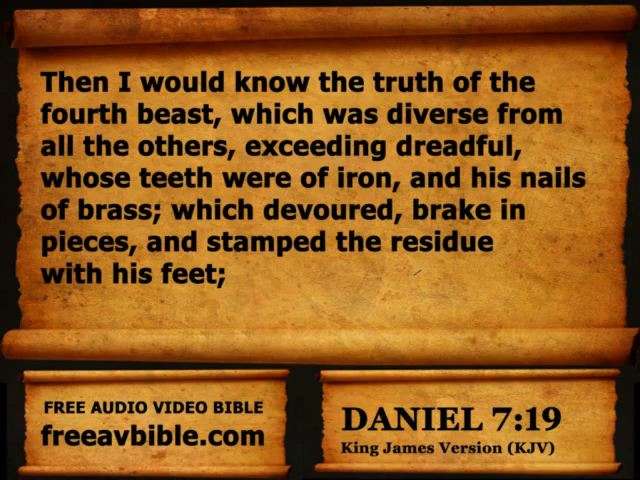 Then I would know the truth of the
fourth beast, which was diverse from
all the others, exceeding dreadful,
whose teeth were of iron, and his nails
of brass; which devoured, brake in
pieces, and stamped the residue
with his feet;
FREE AUDIO VIDEO BIBLE
freeavbible.com
DANIEL 7:19
King James Version (KJV)